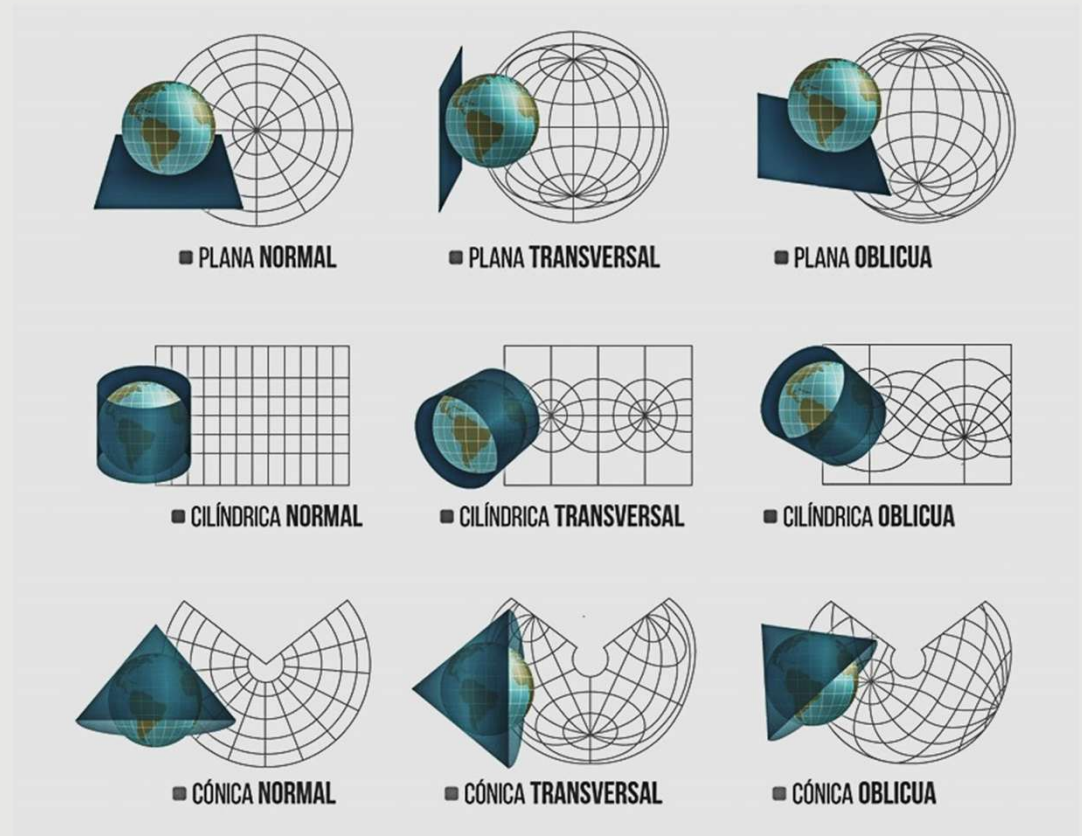 PLANA NORMAL
PLANA TRANSVERSAL
PLANA OBLICUA
CILÍNDRICA NORMAL
CILÍNDRICA TRANSVERSAL
CILÍNDRICA OBLICUA
CÓNICA NORMAL
CÓNICA TRANSVERSAL
CÓNICA OBLICUA